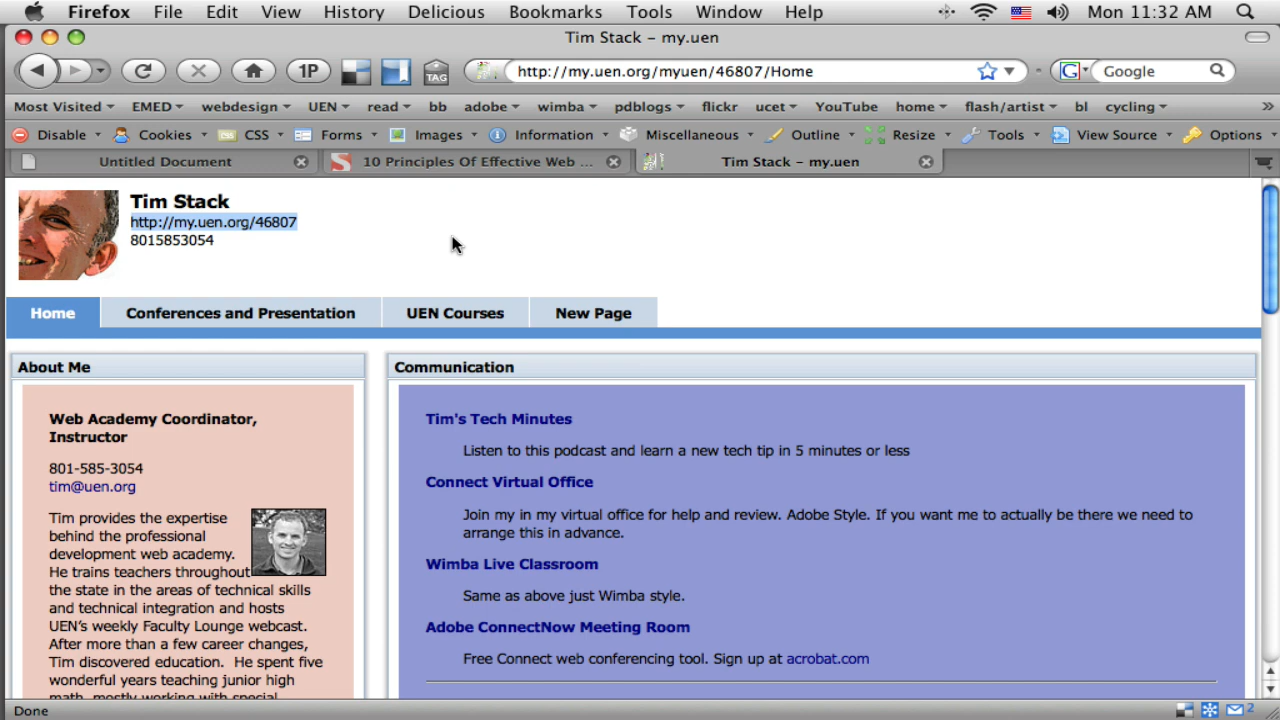 Firefox File Edit View History Delicious Bookmarks Tools Window Help Mon 11:32 AM
Tim Stack – my.uen
1P TAG http://my.uen.org/myuen/46807/Home G Google
Most Visited EMED webdesign UEN read bb adobe wimba pdblogs flickr ucet YouTube home flash/artist bl cycling »
Disable Cookies CSS Forms Images Information Miscellaneous Outline Resize Tools View Source Options
Untitled Document 10 Principles Of Effective Web ... Tim Stack – my.uen
Tim Stack
http://my.uen.org/46807
8015853054
Home Conferences and Presentation UEN Courses New Page
About Me
Web Academy Coordinator,
Instructor
801-585-3054
tim@uen.org
Tim provides the expertise
behind the professional
development web academy.
He trains teachers throughout
the state in the areas of technical skills
and technical integration and hosts
UEN's weekly Faculty Lounge webcast.
After more than a few career changes,
Tim discovered education.  He spent five
wonderful years teaching junior high
math, mostly working with special
Communication
Tim's Tech Minutes
Listen to this podcast and learn a new tech tip in 5 minutes or less
Connect Virtual Office
Join my in my virtual office for help and review. Adobe Style. If you want me to actually be there we need to
arrange this in advance.
Wimba Live Classroom
Same as above just Wimba style.
Adobe ConnectNow Meeting Room
Free Connect web conferencing tool. Sign up at acrobat.com
Done 2